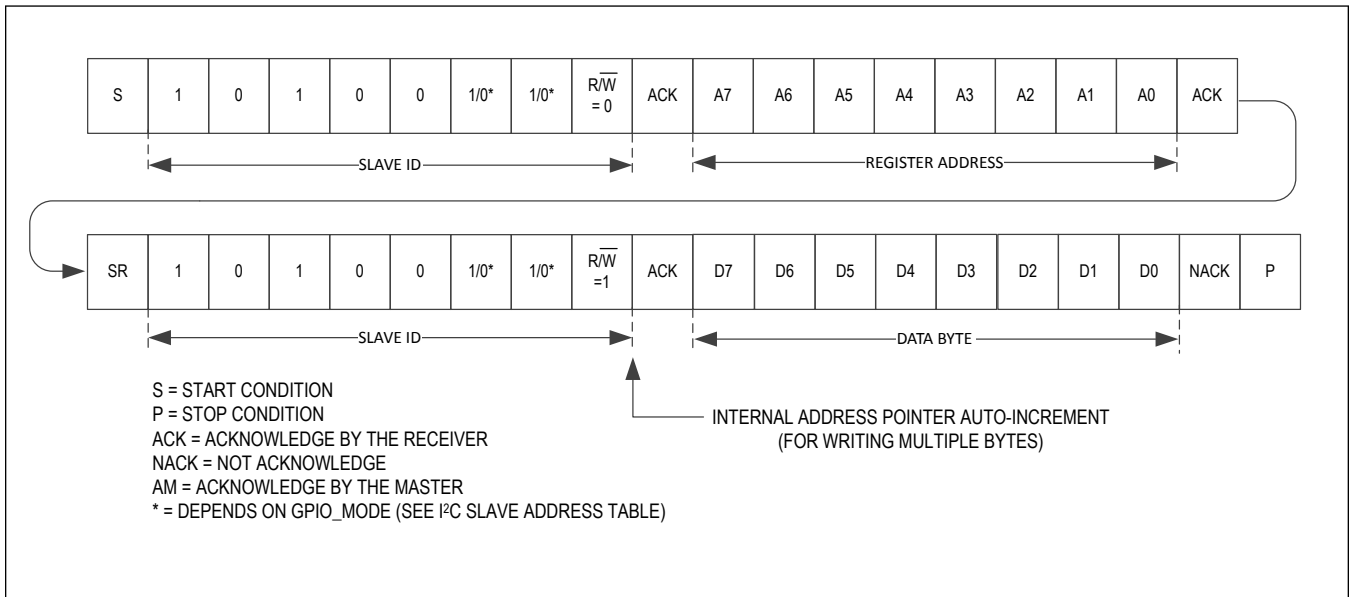 S 1 0 1 0 0 1/0* 1/0* R/W̅ = 0 ACK A7 A6 A5 A4 A3 A2 A1 A0 ACK
SLAVE ID REGISTER ADDRESS
SR 1 0 1 0 0 1/0* 1/0* R/W̅ =1 ACK D7 D6 D5 D4 D3 D2 D1 D0 NACK P
SLAVE ID DATA BYTE
S = START CONDITION
P = STOP CONDITION
ACK = ACKNOWLEDGE BY THE RECEIVER
NACK = NOT ACKNOWLEDGE
AM = ACKNOWLEDGE BY THE MASTER
* = DEPENDS ON GPIO_MODE (SEE I²C SLAVE ADDRESS TABLE)
INTERNAL ADDRESS POINTER AUTO-INCREMENT
(FOR WRITING MULTIPLE BYTES)